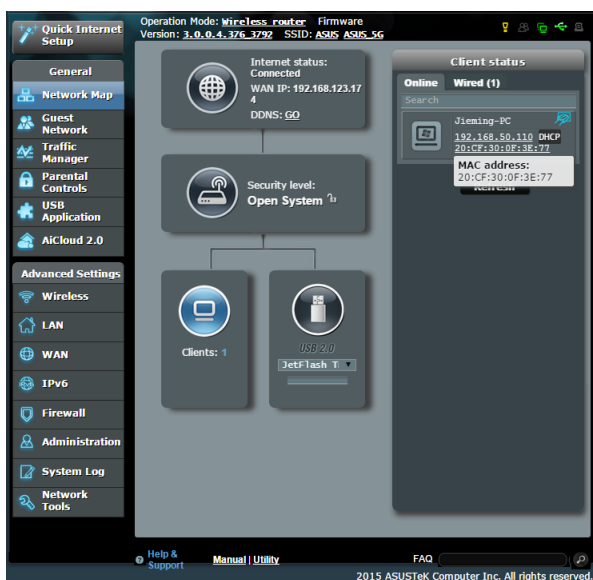 Quick Internet
Setup
Operation Mode: Wireless router Firmware
Version: 3.0.0.4.376_3792 SSID: ASUS ASUS_5G
General
Network Map
Guest
Network
Traffic
Manager
Parental
Controls
USB
Application
AiCloud 2.0
Advanced Settings
Wireless
LAN
WAN
IPv6
Firewall
Administration
System Log
Network
Tools
Internet status:
Connected
WAN IP: 192.168.123.17
4
DDNS: GO
Security level:
Open System
Clients: 1
USB 2.0
JetFlash T
Client status
Online Wired (1)
Search
Jieming-PC
192.168.50.110 DHCP
20:CF:30:0F:3E:77
MAC address:
20:CF:30:0F:3E:77
Refresh
Help &
Support
Manual | Utility
FAQ
2015 ASUSTeK Computer Inc. All rights reserved.